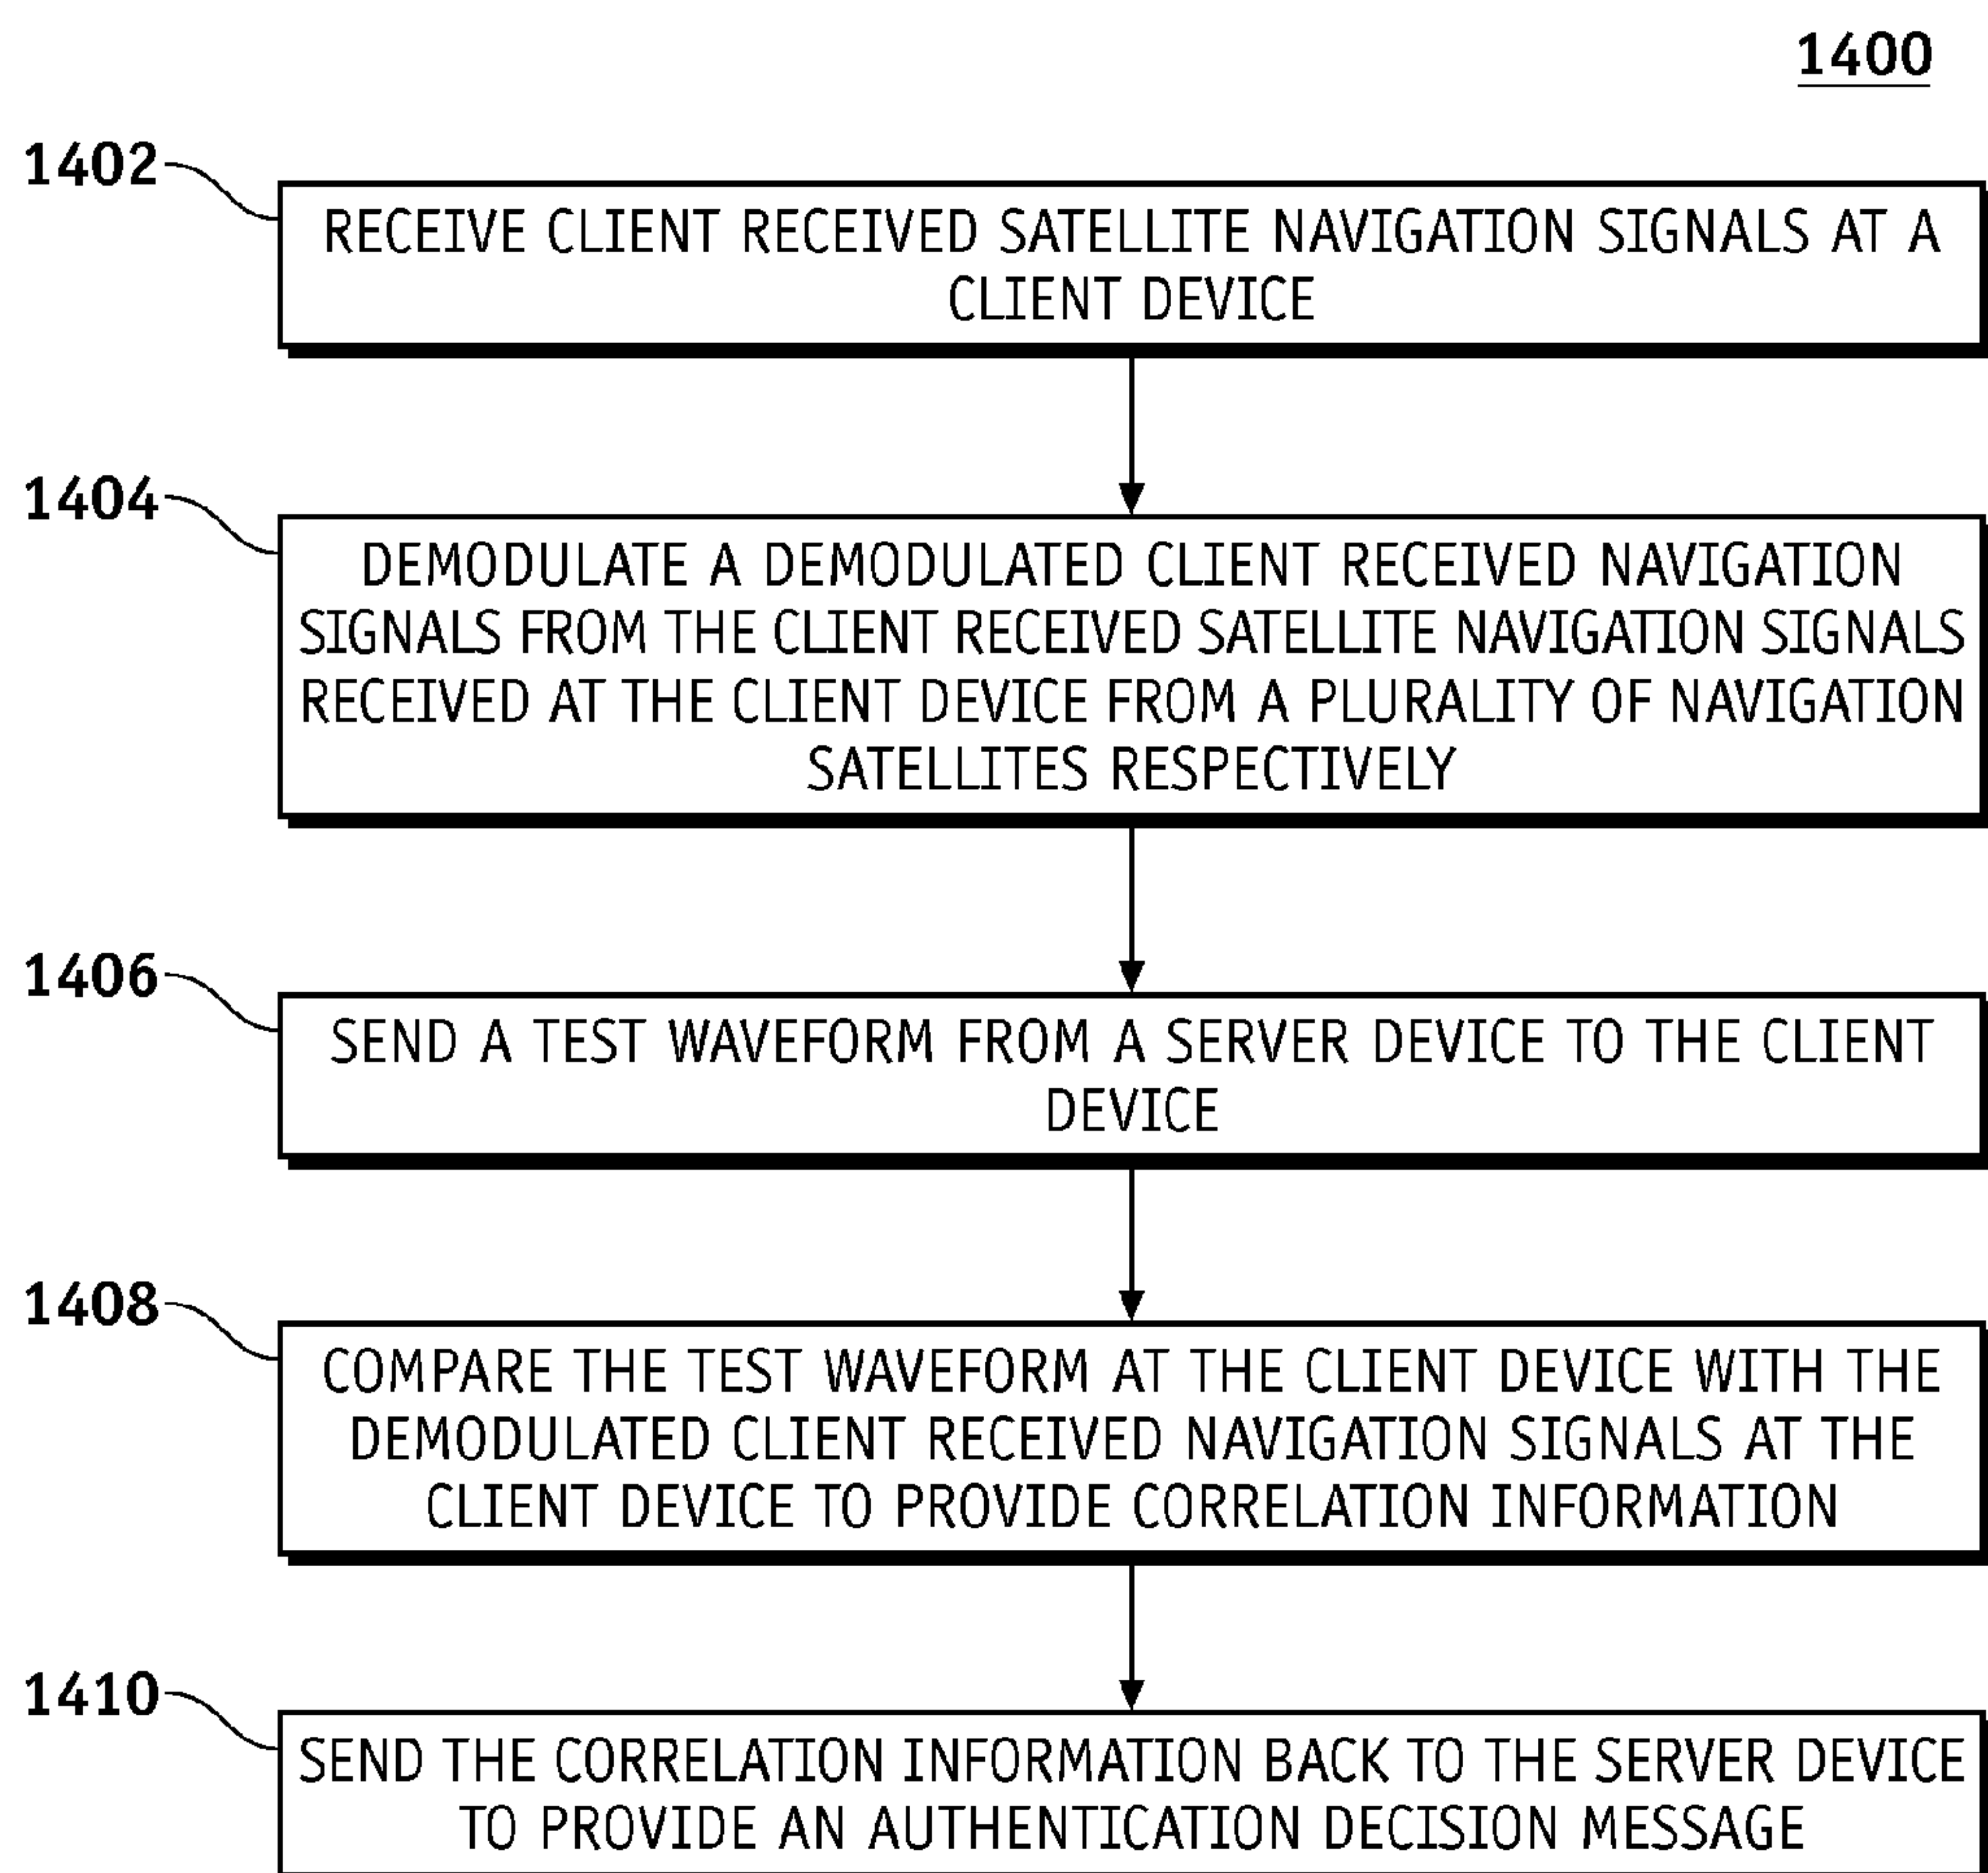 1400
1402
RECEIVE CLIENT RECEIVED SATELLITE NAVIGATION SIGNALS AT A
CLIENT DEVICE
1404
DEMODULATE A DEMODULATED CLIENT RECEIVED NAVIGATION
SIGNALS FROM THE CLIENT RECEIVED SATELLITE NAVIGATION SIGNALS
RECEIVED AT THE CLIENT DEVICE FROM A PLURALITY OF NAVIGATION
SATELLITES RESPECTIVELY
1406
SEND A TEST WAVEFORM FROM A SERVER DEVICE TO THE CLIENT
DEVICE
1408
COMPARE THE TEST WAVEFORM AT THE CLIENT DEVICE WITH THE
DEMODULATED CLIENT RECEIVED NAVIGATION SIGNALS AT THE
CLIENT DEVICE TO PROVIDE CORRELATION INFORMATION
1410
SEND THE CORRELATION INFORMATION BACK TO THE SERVER DEVICE
TO PROVIDE AN AUTHENTICATION DECISION MESSAGE